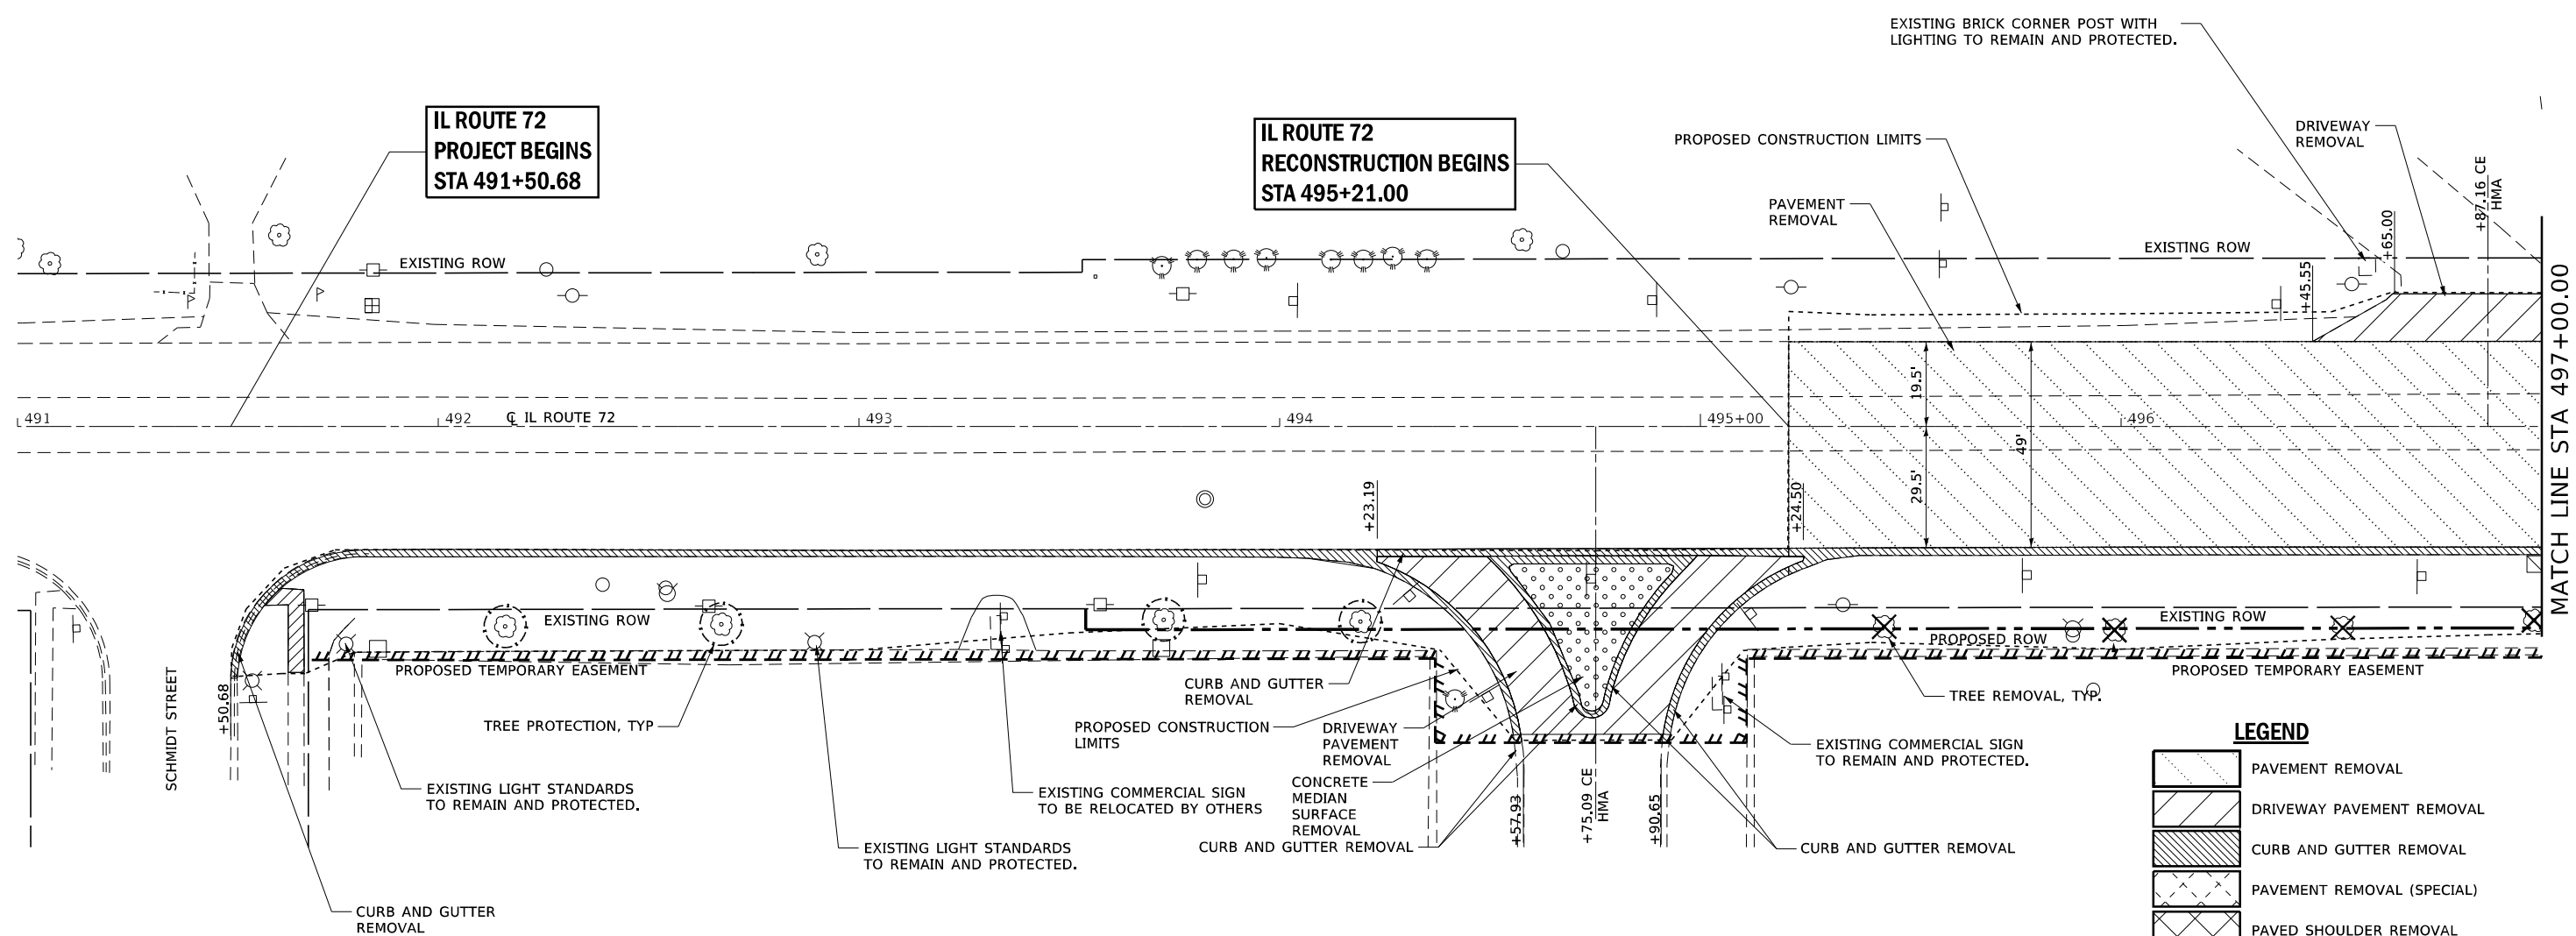 EXISTING BRICK CORNER POST WITH
LIGHTING TO REMAIN AND PROTECTED.
IL ROUTE 72
PROJECT BEGINS
STA 491+50.68
IL ROUTE 72
RECONSTRUCTION BEGINS
STA 495+21.00
PROPOSED CONSTRUCTION LIMITS
DRIVEWAY
REMOVAL
PAVEMENT
REMOVAL
+87.16 CE
HMA
+65.00
+45.55
EXISTING ROW
EXISTING ROW
MATCH LINE STA 497+00.00
491
492
℄ IL ROUTE 72
493
494
495+00
496
19.5'
29.5'
49'
+23.19
+24.50
EXISTING ROW
EXISTING ROW
PROPOSED ROW
PROPOSED TEMPORARY EASEMENT
PROPOSED TEMPORARY EASEMENT
SCHMIDT STREET
+50.68
TREE PROTECTION, TYP
CURB AND GUTTER
REMOVAL
PROPOSED CONSTRUCTION
LIMITS
DRIVEWAY
PAVEMENT
REMOVAL
TREE REMOVAL, TYP.
EXISTING COMMERCIAL SIGN
TO REMAIN AND PROTECTED.
EXISTING LIGHT STANDARDS
TO REMAIN AND PROTECTED.
EXISTING COMMERCIAL SIGN
TO BE RELOCATED BY OTHERS
CONCRETE
MEDIAN
SURFACE
REMOVAL
+57.93
+75.09 CE
HMA
+90.65
EXISTING LIGHT STANDARDS
TO REMAIN AND PROTECTED.
CURB AND GUTTER REMOVAL
CURB AND GUTTER REMOVAL
CURB AND GUTTER
REMOVAL
LEGEND
PAVEMENT REMOVAL
DRIVEWAY PAVEMENT REMOVAL
CURB AND GUTTER REMOVAL
PAVEMENT REMOVAL (SPECIAL)
PAVED SHOULDER REMOVAL